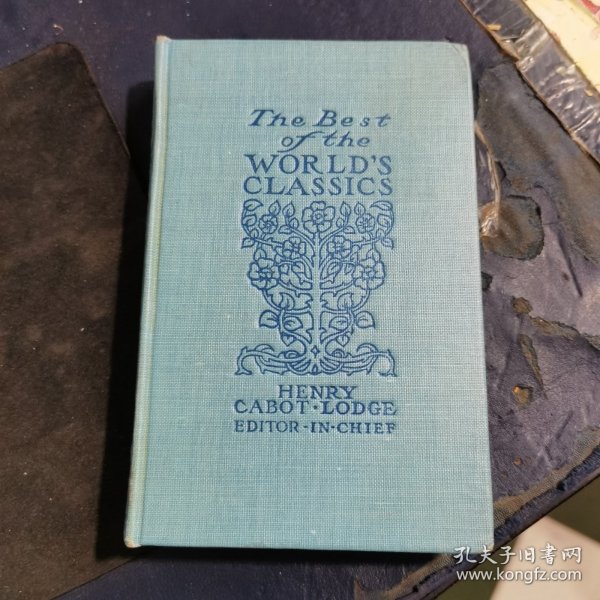 The Best
of the
WORLD'S
CLASSICS
HENRY
CABOT·LODGE
EDITOR-IN-CHIEF
孔夫子旧书网
www.kongfz.com